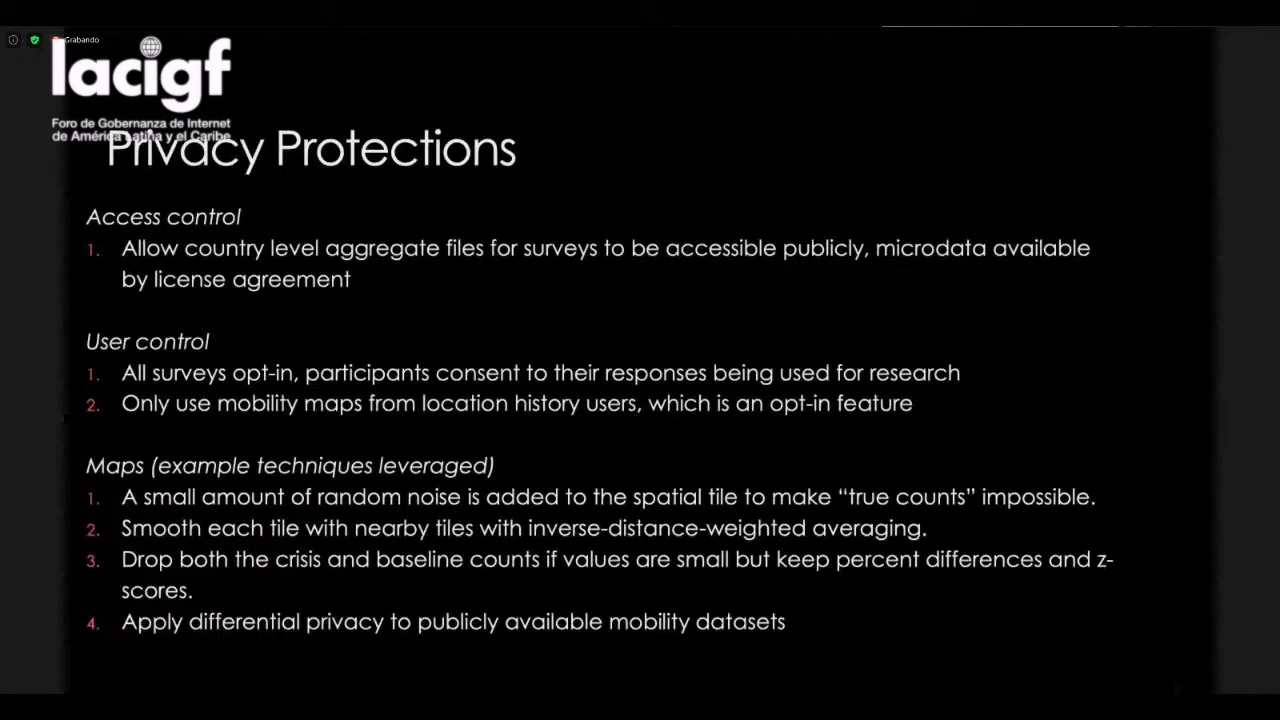 Grabando
lacigf
Foro de Gobernanza de Internet
de América Latina y el Caribe
Privacy Protections
Access control
1. Allow country level aggregate files for surveys to be accessible publicly, microdata available
by license agreement
User control
1. All surveys opt-in, participants consent to their responses being used for research
2. Only use mobility maps from location history users, which is an opt-in feature
Maps (example techniques leveraged)
1. A small amount of random noise is added to the spatial tile to make “true counts” impossible.
2. Smooth each tile with nearby tiles with inverse-distance-weighted averaging.
3. Drop both the crisis and baseline counts if values are small but keep percent differences and z-
scores.
4. Apply differential privacy to publicly available mobility datasets